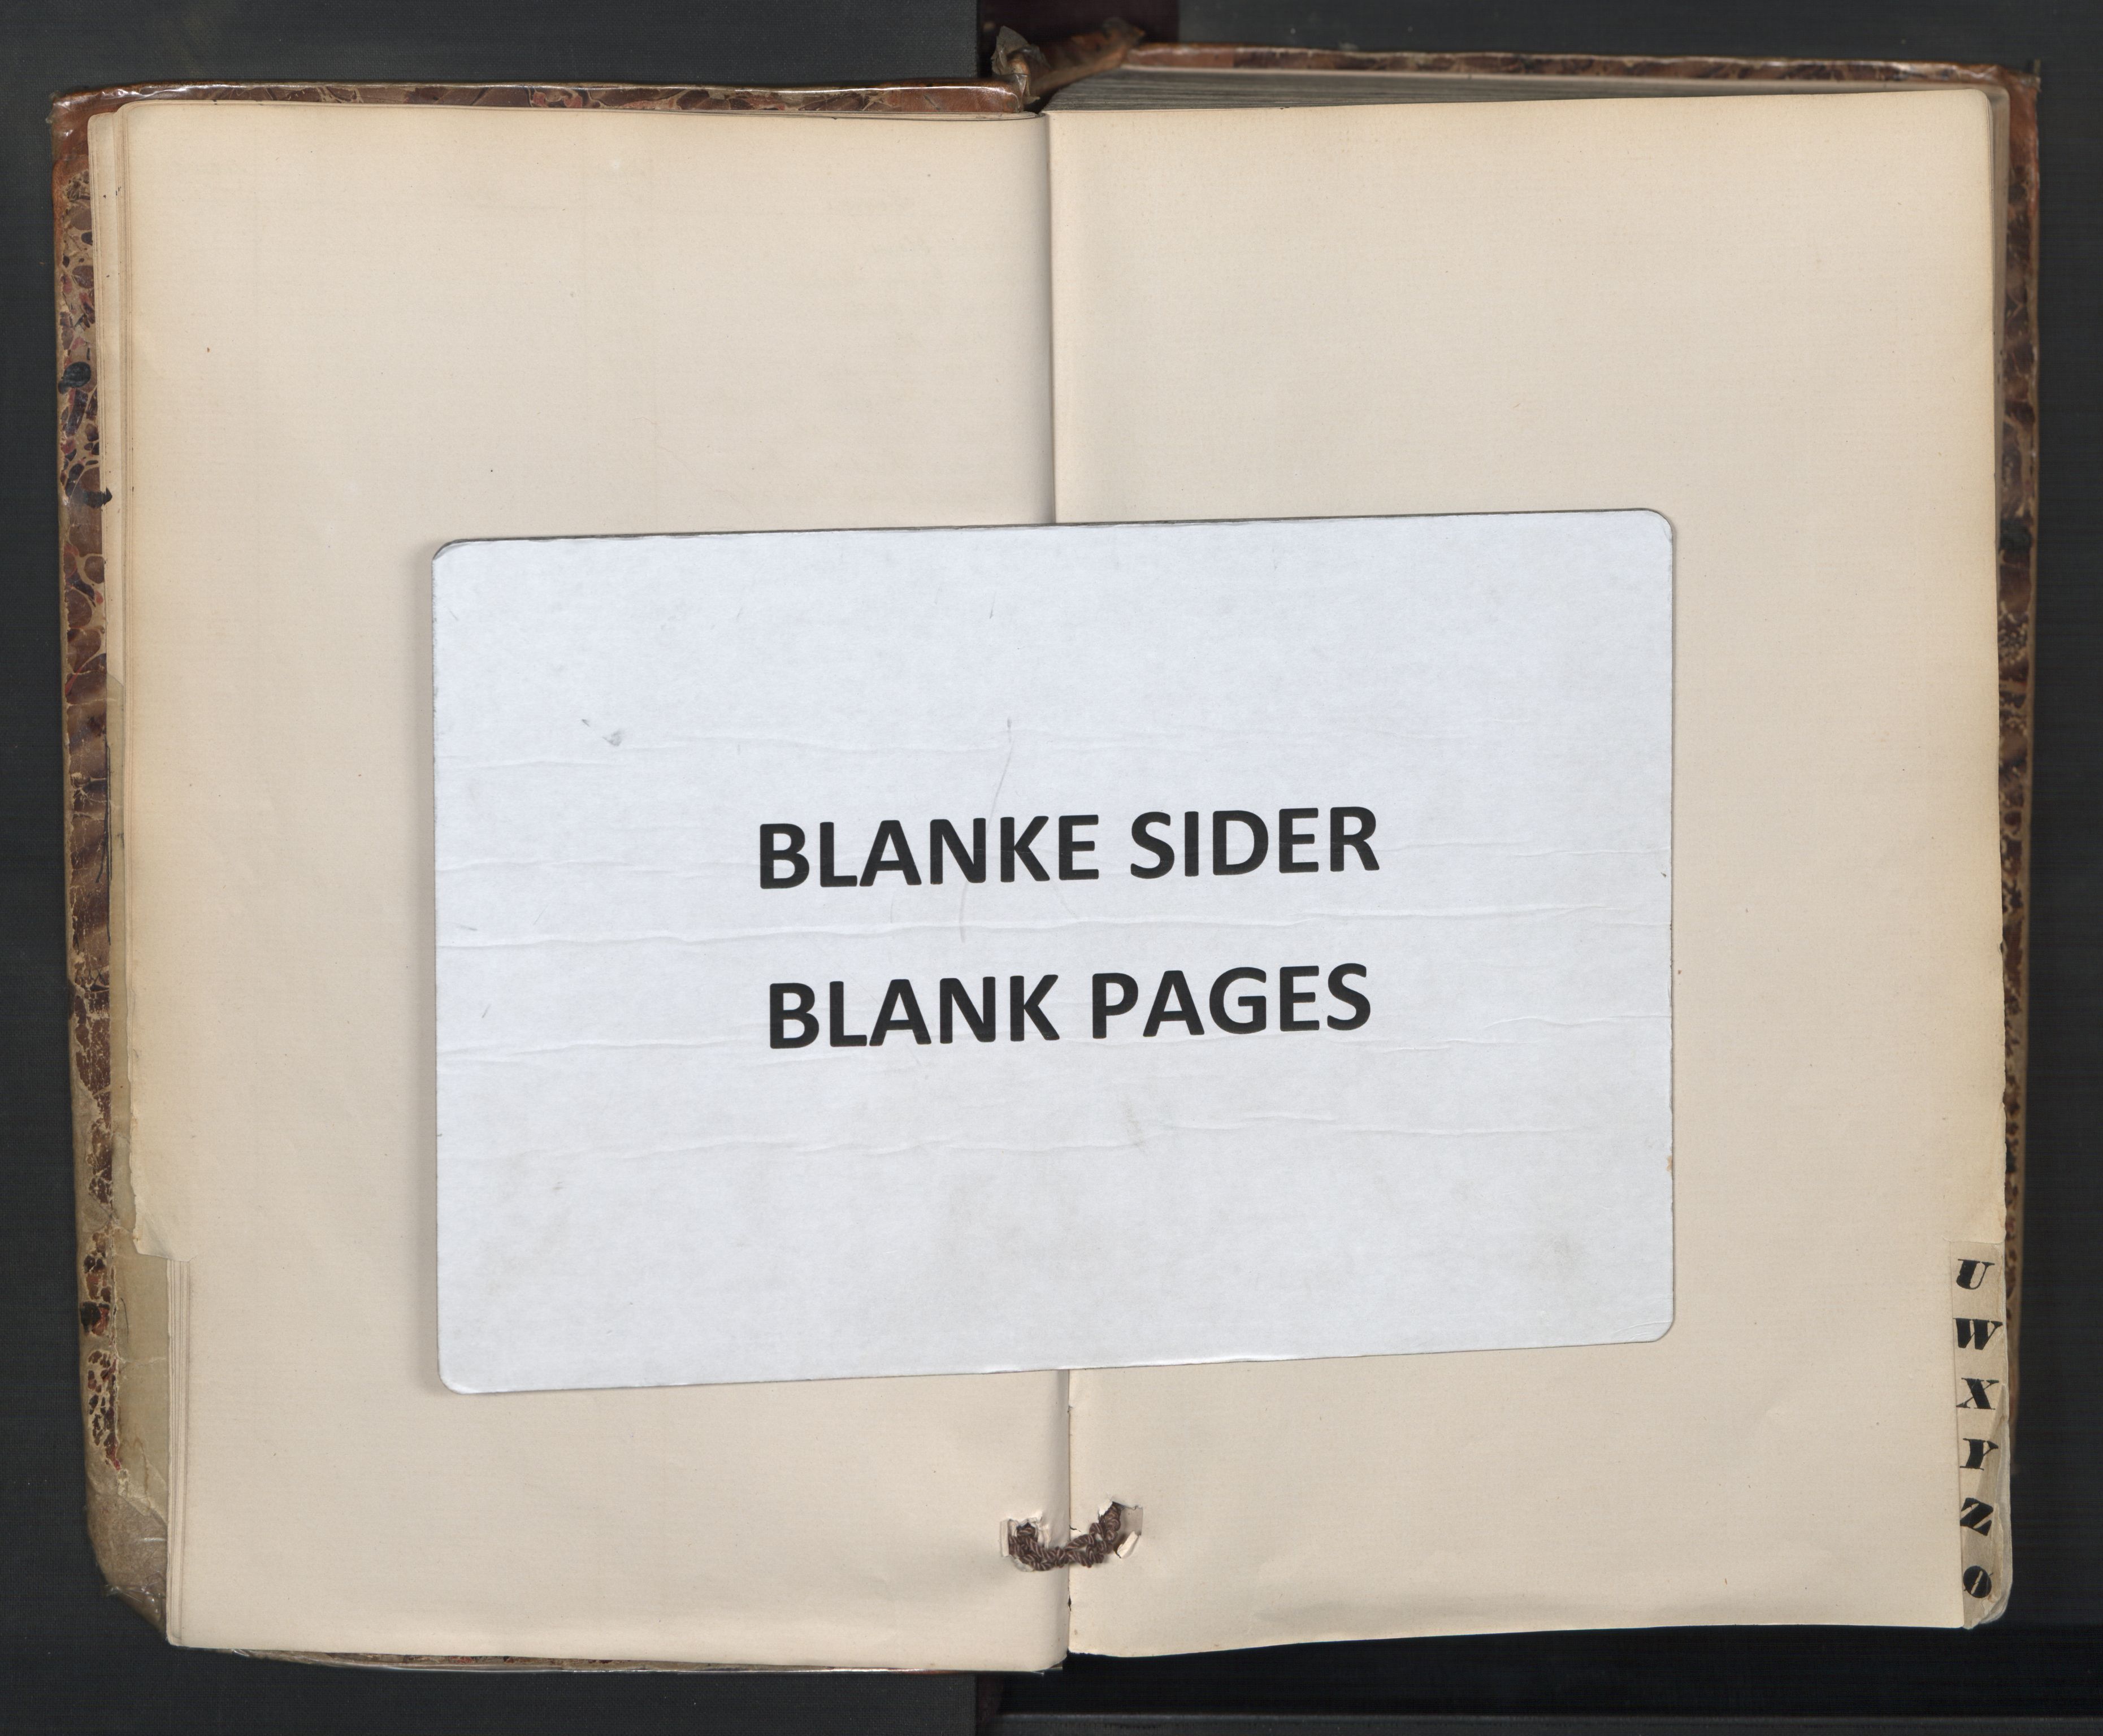 BLANKE SIDER
BLANK PAGES
U
W
X
Y
Z
Ø